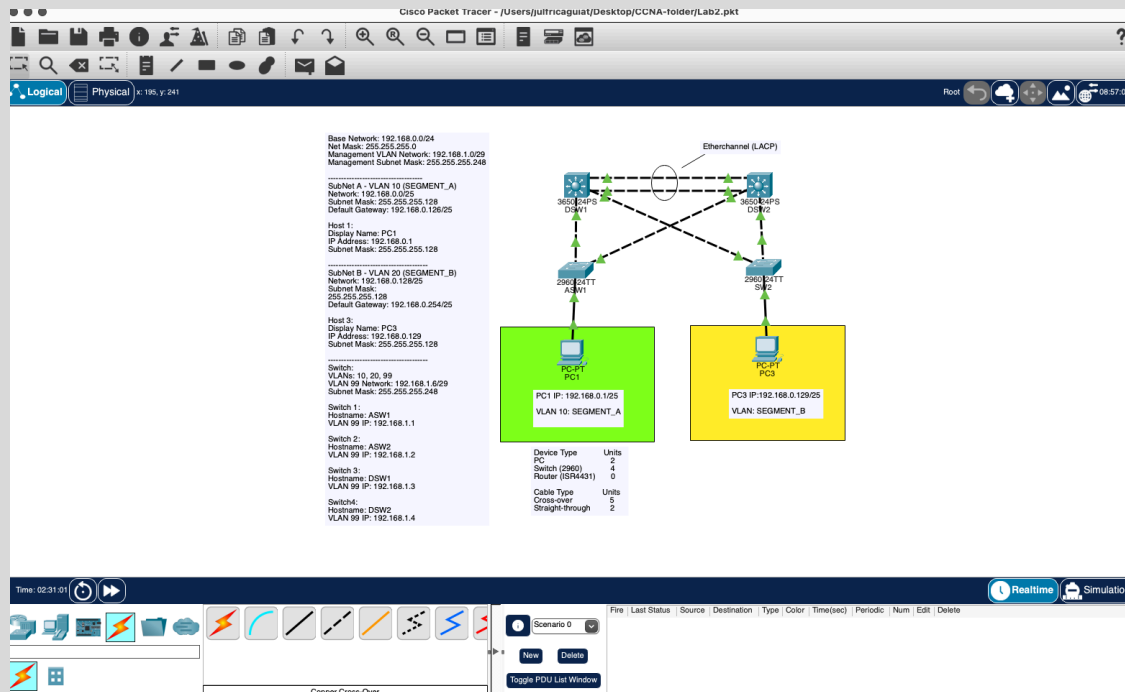 Cisco Packet Tracer - /Users/julfricaguiat/Desktop/CCNA-folder/Lab2.pkt
?
Logical
Physical
x: 195, y: 241
Root
08:57:0
Base Network: 192.168.0.0/24
Net Mask: 255.255.255.0
Management VLAN Network: 192.168.1.0/29
Management Subnet Mask: 255.255.255.248
------------------------------------
SubNet A - VLAN 10 (SEGMENT_A)
Network: 192.168.0.0/25
Subnet Mask: 255.255.255.128
Default Gateway: 192.168.0.126/25
Host 1:
Display Name: PC1
IP Address: 192.168.0.1
Subnet Mask: 255.255.255.128
--------------------------------------
SubNet B - VLAN 20 (SEGMENT_B)
Network: 192.168.0.128/25
Subnet Mask:
255.255.255.128
Default Gateway: 192.168.0.254/25
Host 3:
Display Name: PC3
IP Address: 192.168.0.129
Subnet Mask: 255.255.255.128
--------------------------------------
Switch:
VLANs: 10, 20, 99
VLAN 99 Network: 192.168.1.6/29
Subnet Mask: 255.255.255.248
Switch 1:
Hostname: ASW1
VLAN 99 IP: 192.168.1.1
Switch 2:
Hostname: ASW2
VLAN 99 IP: 192.168.1.2
Switch 3:
Hostname: DSW1
VLAN 99 IP: 192.168.1.3
Switch4:
Hostname: DSW2
VLAN 99 IP: 192.168.1.4
Etherchannel (LACP)
3650-24PS
DSW1
3650-24PS
DSW2
2960-24TT
ASW1
2960-24TT
SW2
PC-PT
PC1
PC1 IP: 192.168.0.1/25
VLAN 10: SEGMENT_A
PC-PT
PC3
PC3 IP:192.168.0.129/25
VLAN: SEGMENT_B
Device Type Units
PC 2
Switch (2960) 4
Router (ISR4431) 0
Cable Type Units
Cross-over 5
Straight-through 2
Time: 02:31:01
Realtime
Simulatio
Scenario 0
New
Delete
Toggle PDU List Window
Fire Last Status Source Destination Type Color Time(sec) Periodic Num Edit Delete
Copper Cross-Over